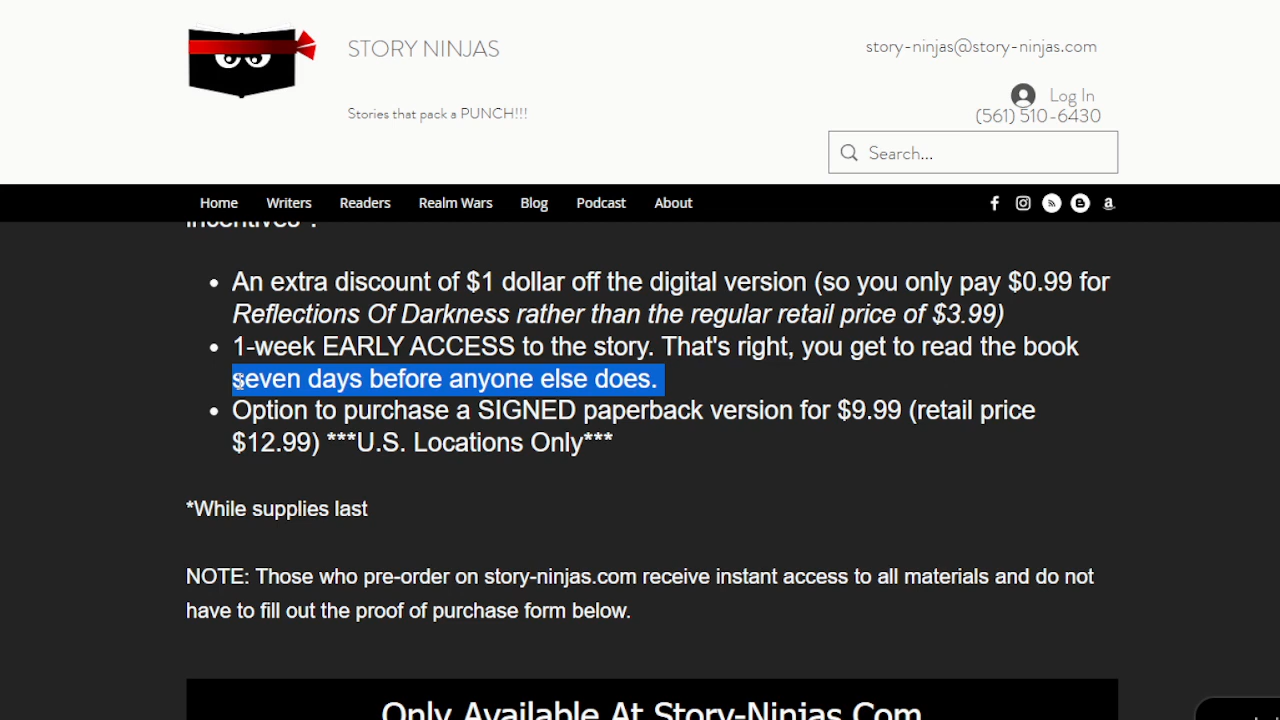 STORY NINJAS
story-ninjas@story-ninjas.com
Log In
Stories that pack a PUNCH!!!
(561) 510-6430
Search...
Home Writers Readers Realm Wars Blog Podcast About
incentives*:
• An extra discount of $1 dollar off the digital version (so you only pay $0.99 for
Reflections Of Darkness rather than the regular retail price of $3.99)
• 1-week EARLY ACCESS to the story. That's right, you get to read the book
seven days before anyone else does.
• Option to purchase a SIGNED paperback version for $9.99 (retail price
$12.99) ***U.S. Locations Only***
*While supplies last
NOTE: Those who pre-order on story-ninjas.com receive instant access to all materials and do not
have to fill out the proof of purchase form below.
Only Available At Story-Ninjas.Com